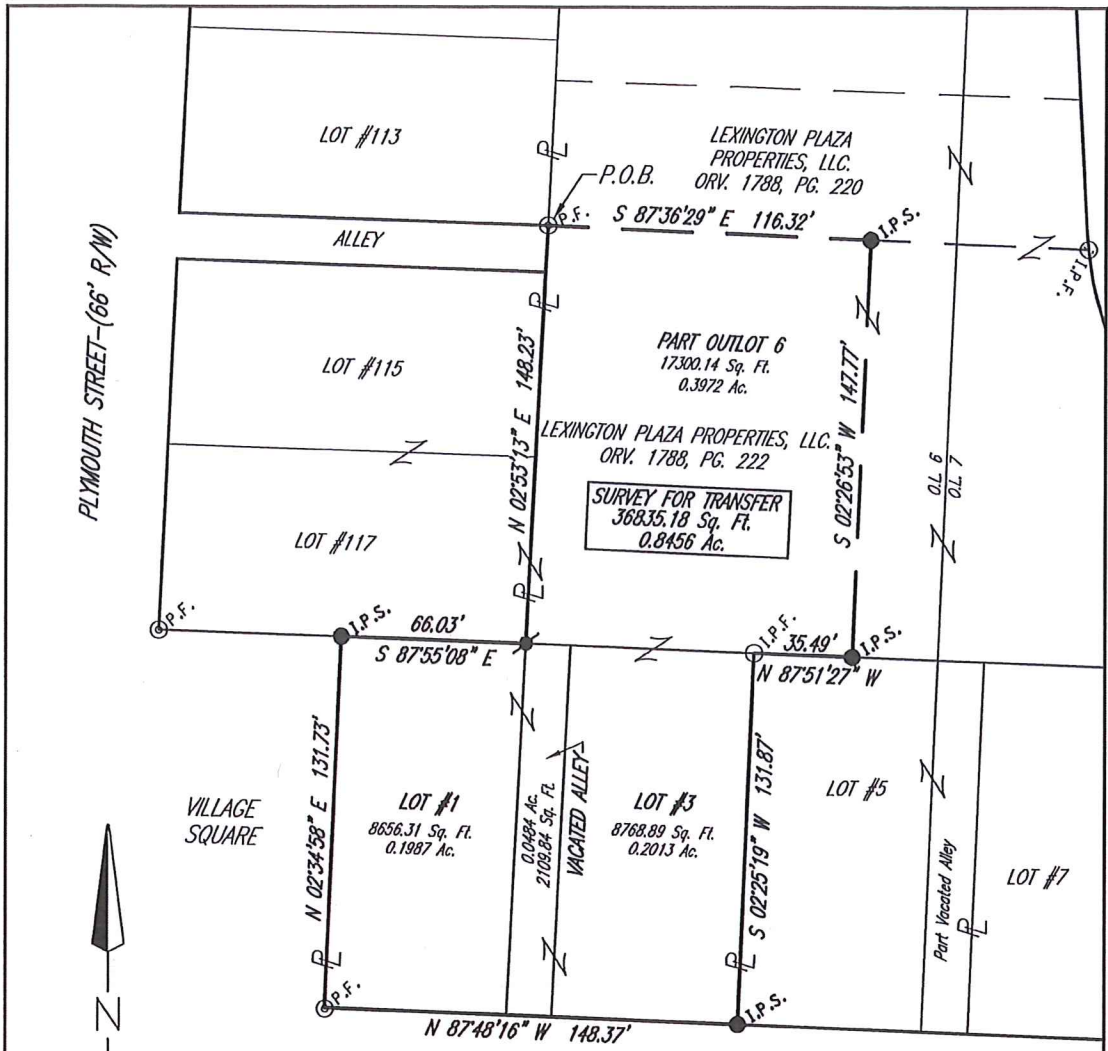 LOT #113
LEXINGTON PLAZA
PROPERTIES, LLC.
ORV. 1788, PG. 220
PL
P.O.B.
P.F.
S 87°36'29" E 116.32'
I.P.S.
I.P.F.
ALLEY
PLYMOUTH STREET-(66' R/W)
PL
LOT #115
N 02°53'13" E 148.23'
PART OUTLOT 6
17300.14 Sq. Ft.
0.3972 Ac.
S 02°26'53" W 147.77'
LEXINGTON PLAZA PROPERTIES, LLC.
ORV. 1788, PG. 222
O.L 6
O.L 7
SURVEY FOR TRANSFER
36835.18 Sq. Ft.
0.8456 Ac.
LOT #117
PL
P.F.
I.P.S.
66.03'
S 87°55'08" E
I.P.F.
35.49'
I.P.S.
N 87°51'27" W
N 02°34'58" E 131.73'
VILLAGE
SQUARE
LOT #1
8656.31 Sq. Ft.
0.1987 Ac.
0.0484 Ac.
2109.84 Sq. Ft.
VACATED ALLEY
LOT #3
8768.89 Sq. Ft.
0.2013 Ac.
S 02°25'19" W 131.87'
LOT #5
Part Vacated Alley
LOT #7
PL
PL
PL
P.F.
I.P.S.
N 87°48'16" W 148.37'
N